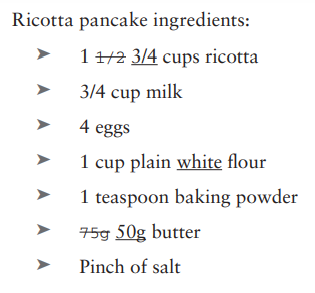 Ricotta pancake ingredients:
➤ 1 1/2 3/4 cups ricotta
➤ 3/4 cup milk
➤ 4 eggs
➤ 1 cup plain white flour
➤ 1 teaspoon baking powder
➤ 75g 50g butter
➤ Pinch of salt